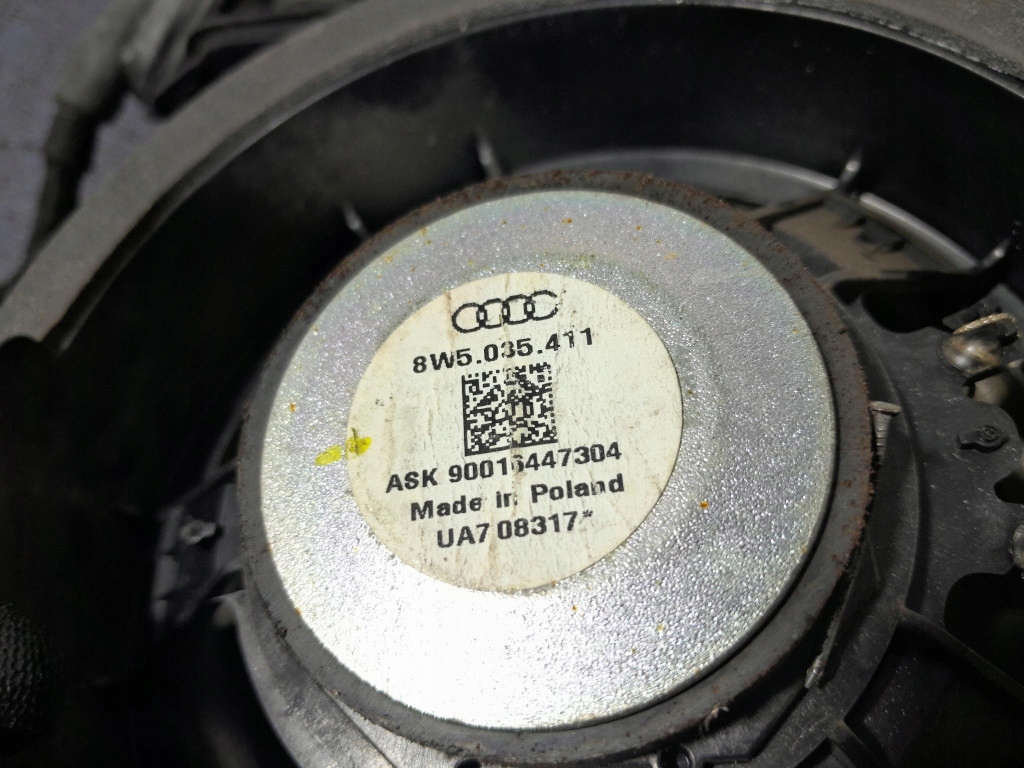 8W5.035.411
ASK 90016447304
Made in Poland
UA7 08317*